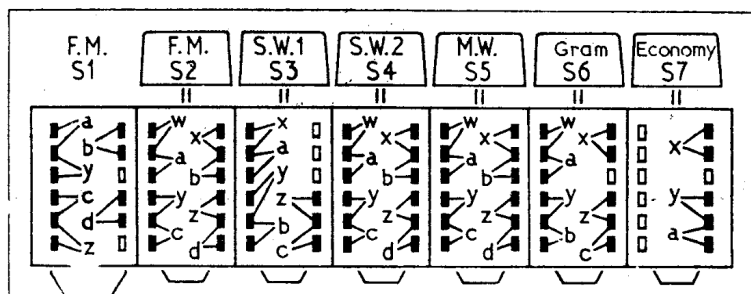 F.M. F.M. S.W.1 S.W.2 M.W. Gram Economy
S1 S2 S3 S4 S5 S6 S7
a w x w w w
x x x x
b a x
a a a a
y b y b b
c y z y y y y
d z b z z
c c c b a
z d c d d c